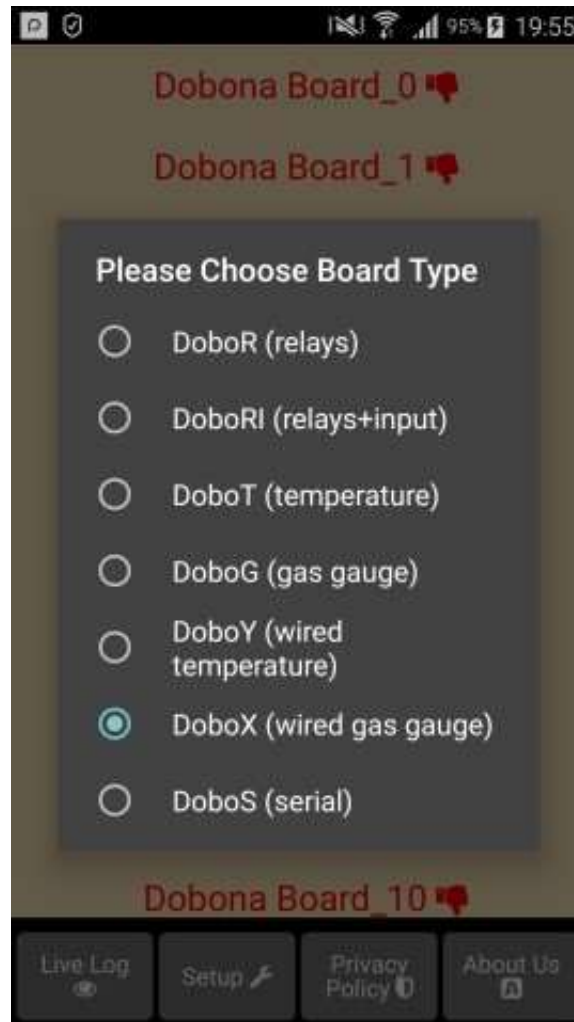 95% 19:55
Dobona Board_0
Dobona Board_1
Please Choose Board Type
DoboR (relays)
DoboRI (relays+input)
DoboT (temperature)
DoboG (gas gauge)
DoboY (wired
temperature)
DoboX (wired gas gauge)
DoboS (serial)
Dobona Board_10
Live Log
Setup
Privacy
Policy
About Us